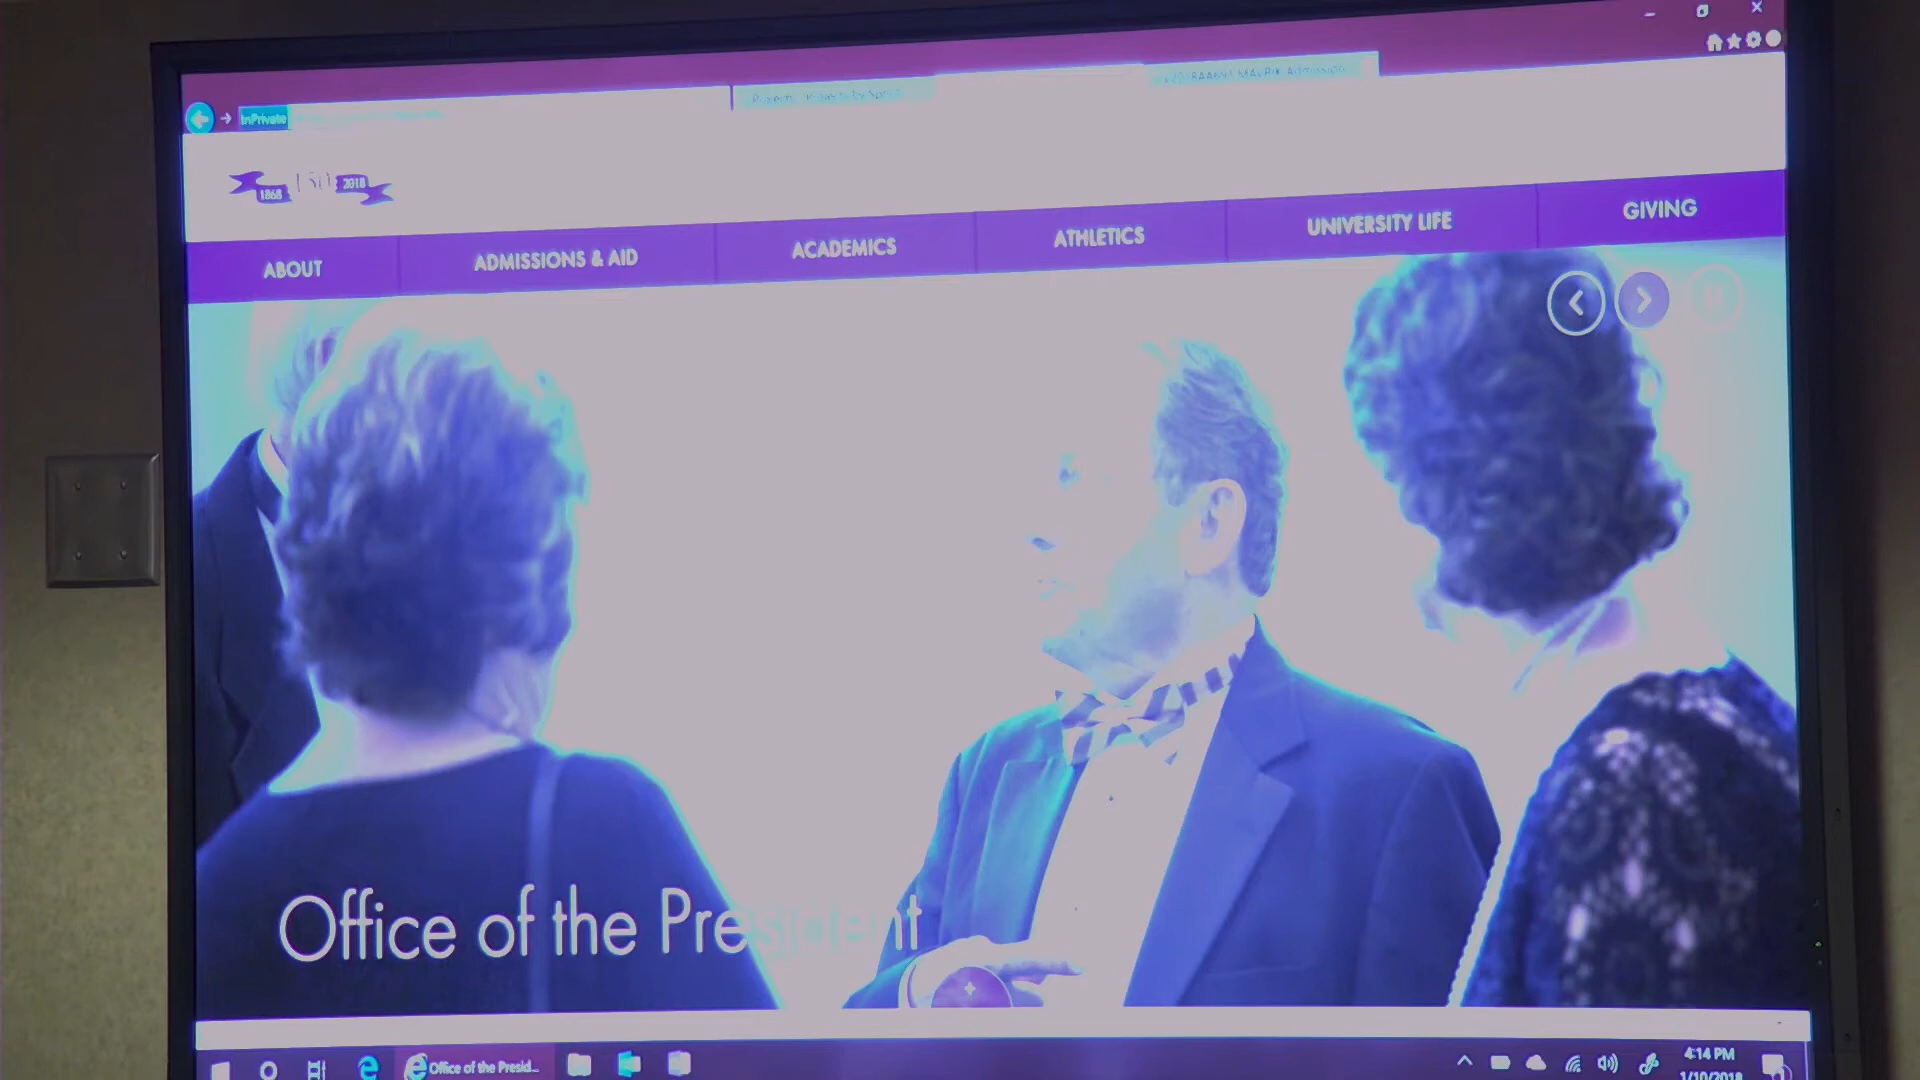 InPrivate
1868 150 2018
ABOUT ADMISSIONS & AID ACADEMICS ATHLETICS UNIVERSITY LIFE GIVING
Office of the President
Office of the Presid... 4:14 PM
1/10/2018